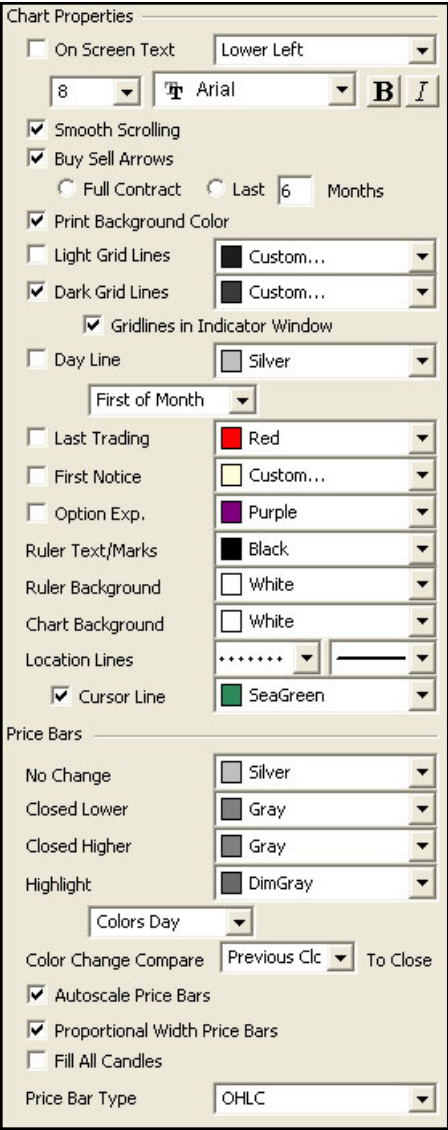 Chart Properties
On Screen Text Lower Left
8 Arial B I
Smooth Scrolling
Buy Sell Arrows
Full Contract Last 6 Months
Print Background Color
Light Grid Lines Custom...
Dark Grid Lines Custom...
Gridlines in Indicator Window
Day Line Silver
First of Month
Last Trading Red
First Notice Custom...
Option Exp. Purple
Ruler Text/Marks Black
Ruler Background White
Chart Background White
Location Lines
Cursor Line SeaGreen
Price Bars
No Change Silver
Closed Lower Gray
Closed Higher Gray
Highlight DimGray
Colors Day
Color Change Compare Previous Clc To Close
Autoscale Price Bars
Proportional Width Price Bars
Fill All Candles
Price Bar Type OHLC